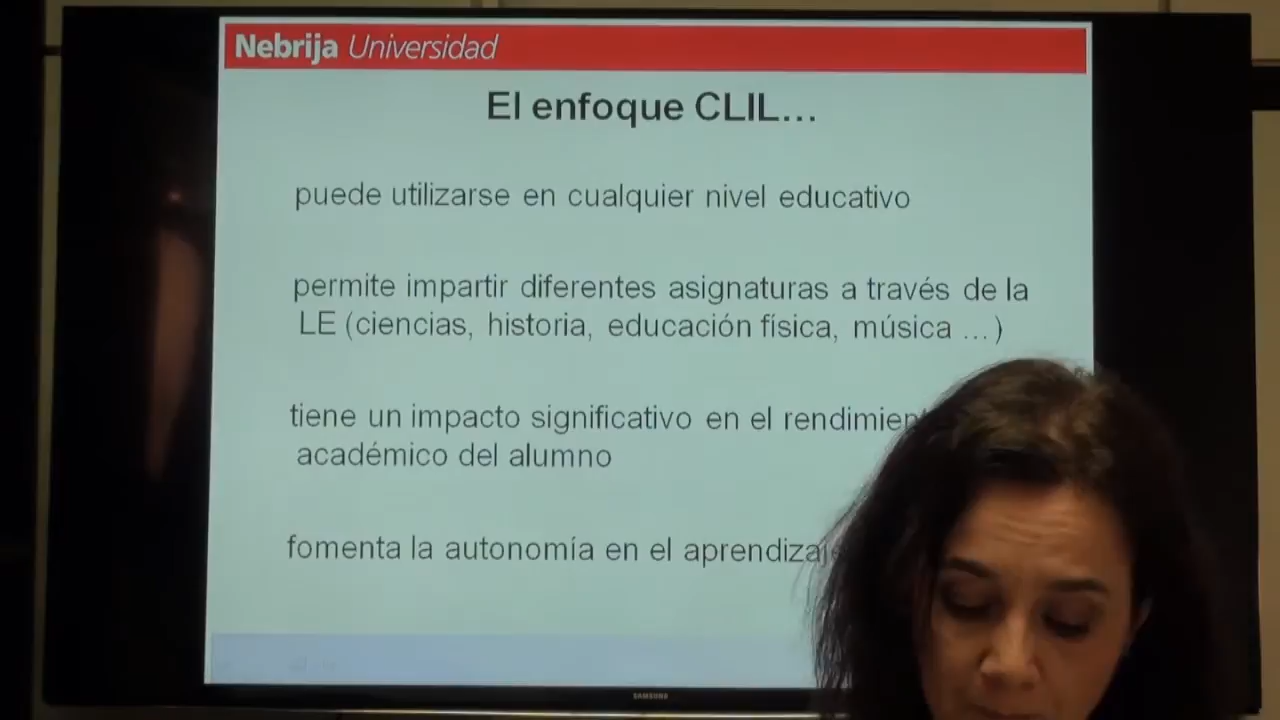 Nebrija Universidad
El enfoque CLIL...
puede utilizarse en cualquier nivel educativo
permite impartir diferentes asignaturas a través de la
LE (ciencias, historia, educación física, música ...)
tiene un impacto significativo en el
académico del alumno
fomenta la autonomía en el
SAMSUNG